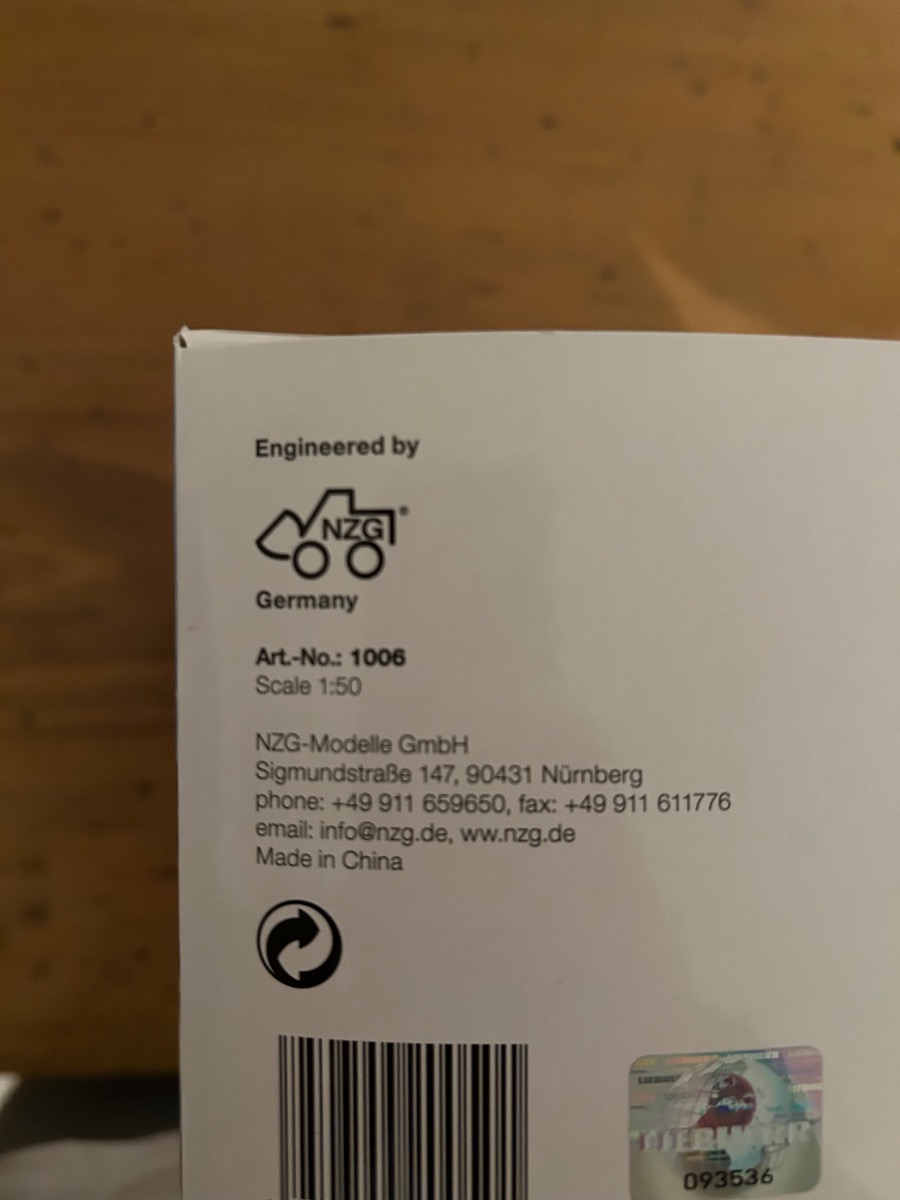 Engineered by
NZG®
Germany
Art.-No.: 1006
Scale 1:50
NZG-Modelle GmbH
Sigmundstraße 147, 90431 Nürnberg
phone: +49 911 659650, fax: +49 911 611776
email: info@nzg.de, ww.nzg.de
Made in China
LIEBHERR
093536